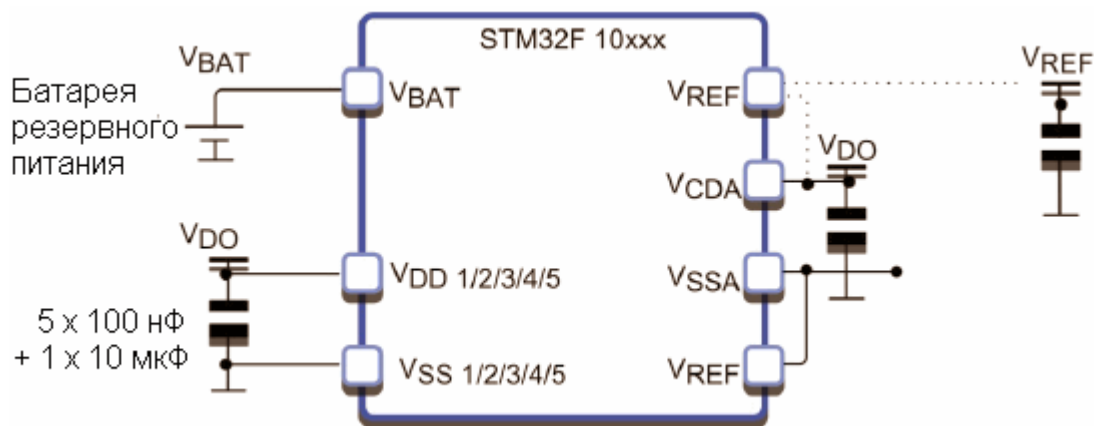 STM32F 10xxx
VBAT
Батарея
резервного
питания
VBAT
VREF
VREF
VCDA
VDO
VDO
VDD 1/2/3/4/5
VSSA
5 x 100 нФ
+ 1 x 10 мкФ
VSS 1/2/3/4/5
VREF